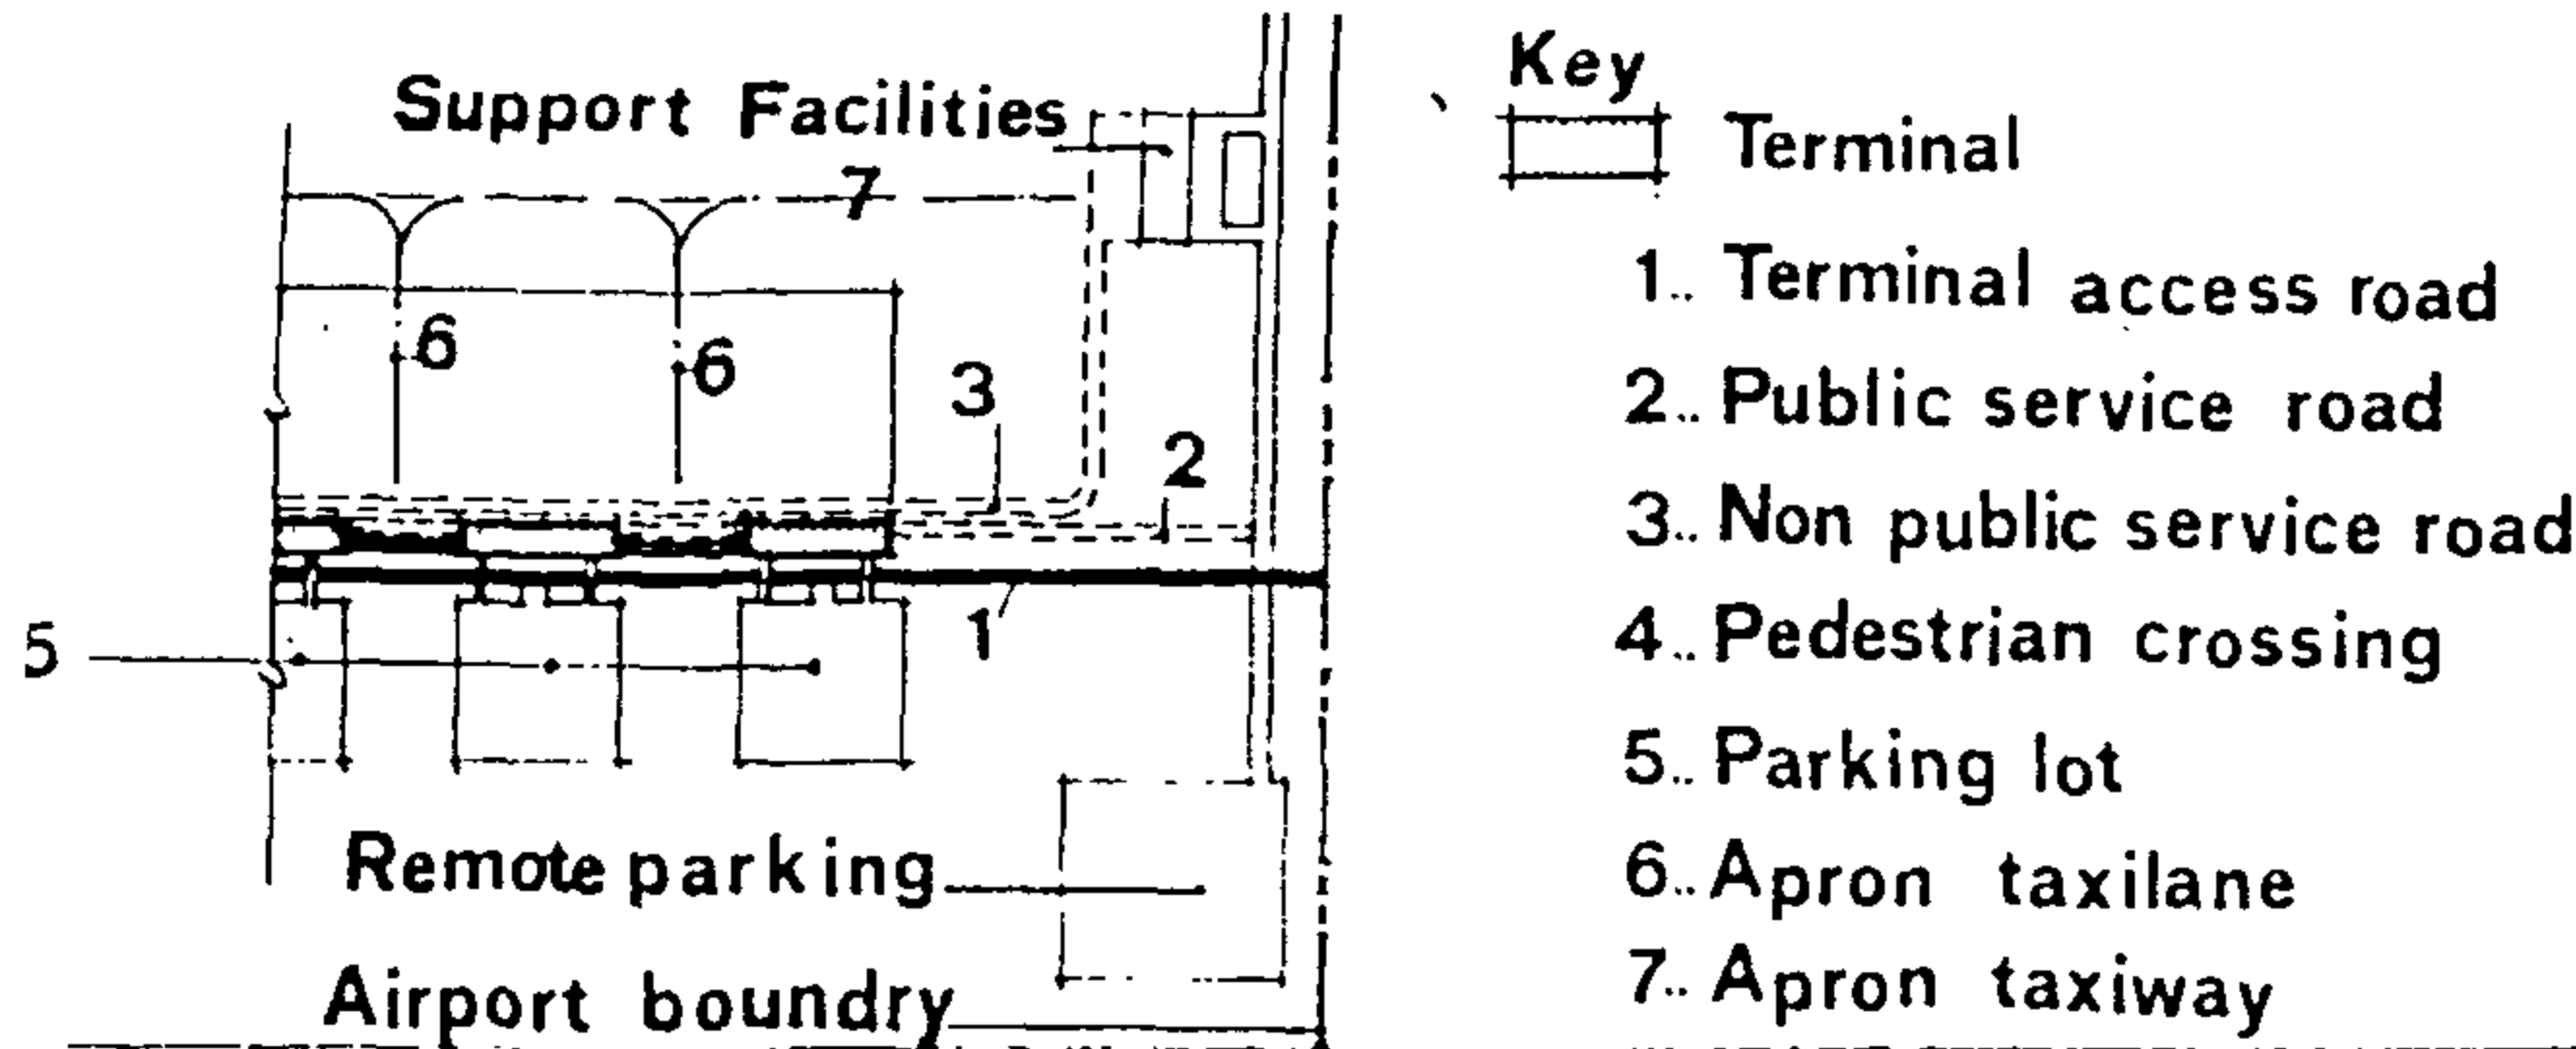 Support Facilities
7
6
6
3
2
5
1
Remote parking
Airport boundry
Key
Terminal
1.. Terminal access road
2.. Public service road
3.. Non public service road
4.. Pedestrian crossing
5.. Parking lot
6.. Apron taxilane
7.. Apron taxiway